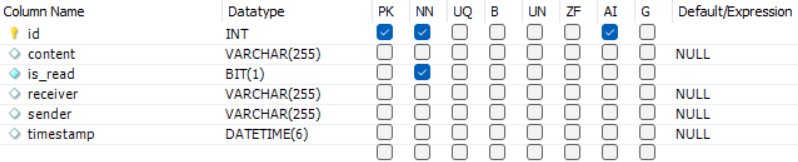 Column Name Datatype PK NN UQ B UN ZF AI G Default/Expression
id INT
content VARCHAR(255) NULL
is_read BIT(1)
receiver VARCHAR(255) NULL
sender VARCHAR(255) NULL
timestamp DATETIME(6) NULL